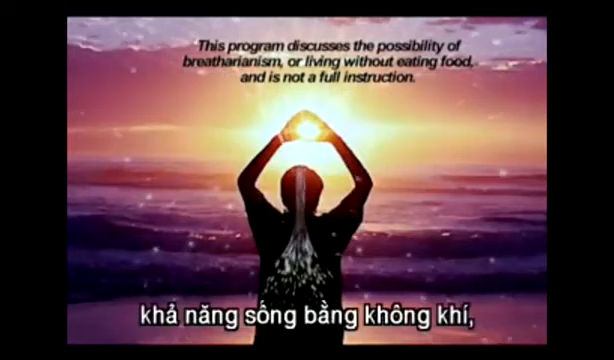 This program discusses the possibility of
breatharianism, or living without eating food,
and is not a full instruction.
khả năng sống bằng không khí,